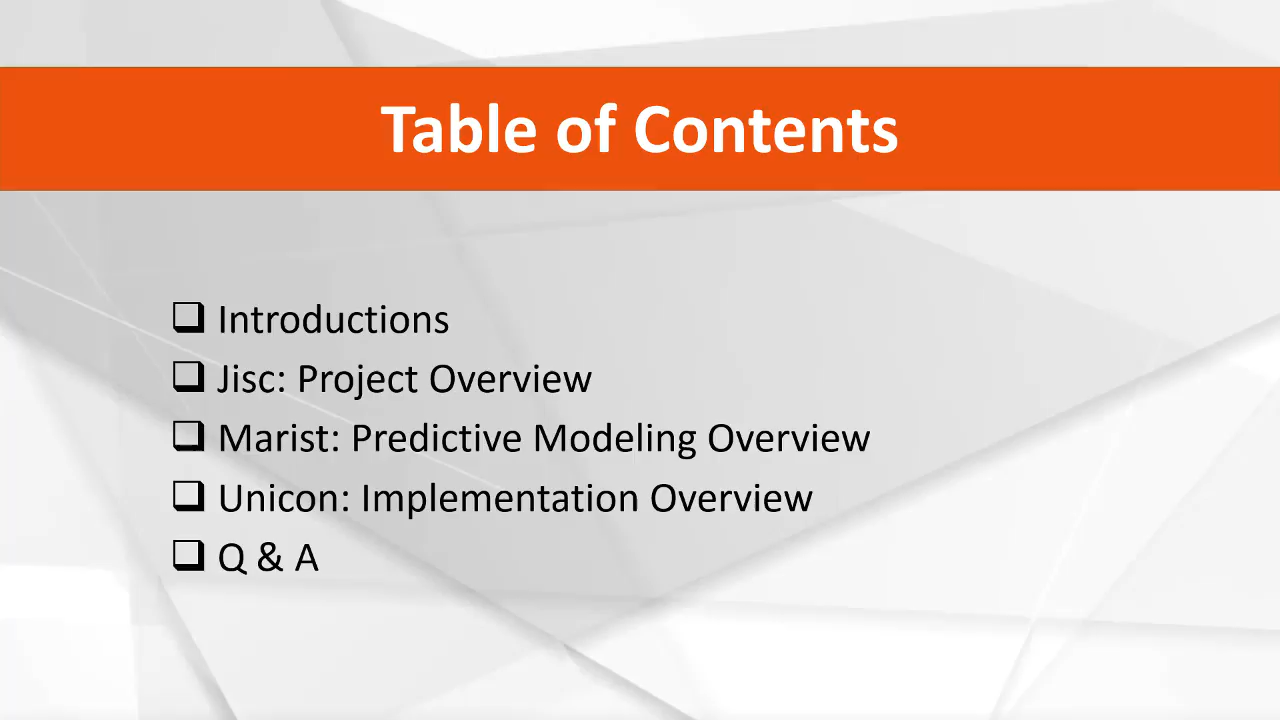 Table of Contents
❑ Introductions
❑ Jisc: Project Overview
❑ Marist: Predictive Modeling Overview
❑ Unicon: Implementation Overview
❑ Q & A